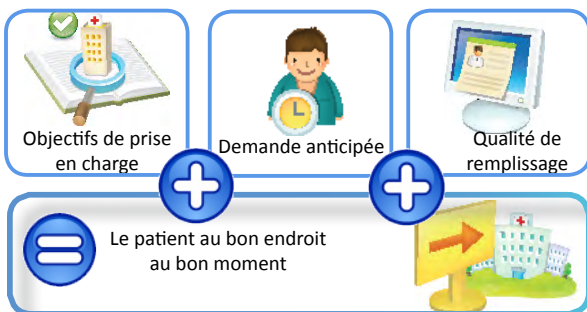 Objectifs de prise
en charge
Demande anticipée
Qualité de
remplissage
Le patient au bon endroit
au bon moment